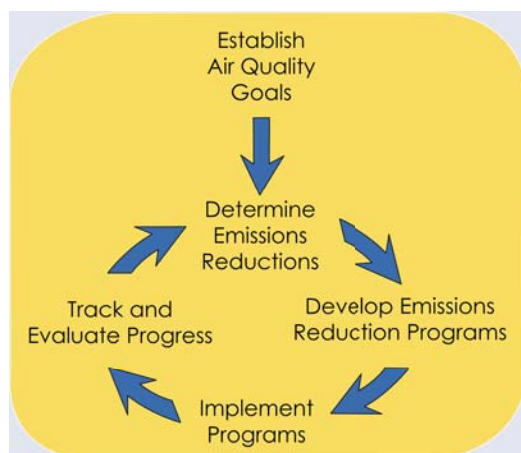 Establish
Air Quality
Goals
Determine
Emissions
Reductions
Develop Emissions
Reduction Programs
Implement
Programs
Track and
Evaluate Progress